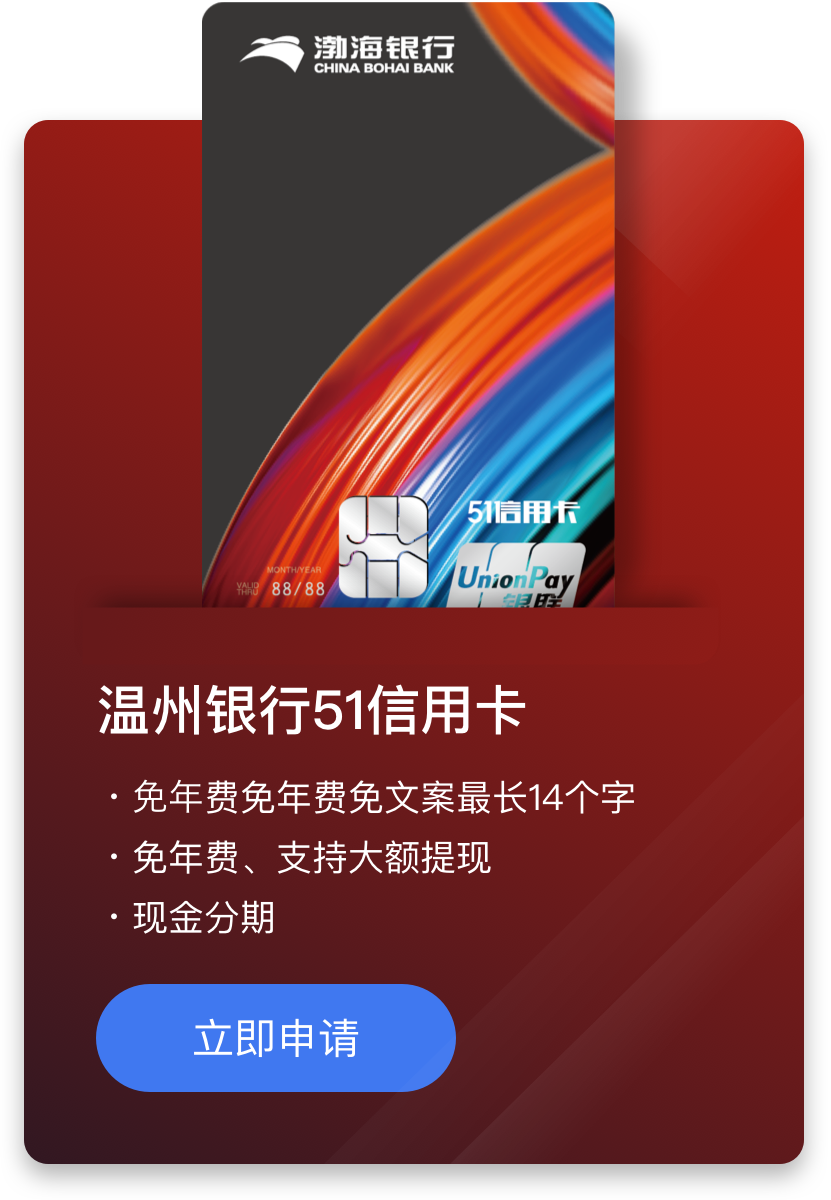 渤海银行
CHINA BOHAI BANK
51信用卡
MONTH/YEAR
VALID
THRU
88/88
UnionPay
银联
温州银行51信用卡
· 免年费免年费免文案最长14个字
· 免年费、支持大额提现
· 现金分期
立即申请